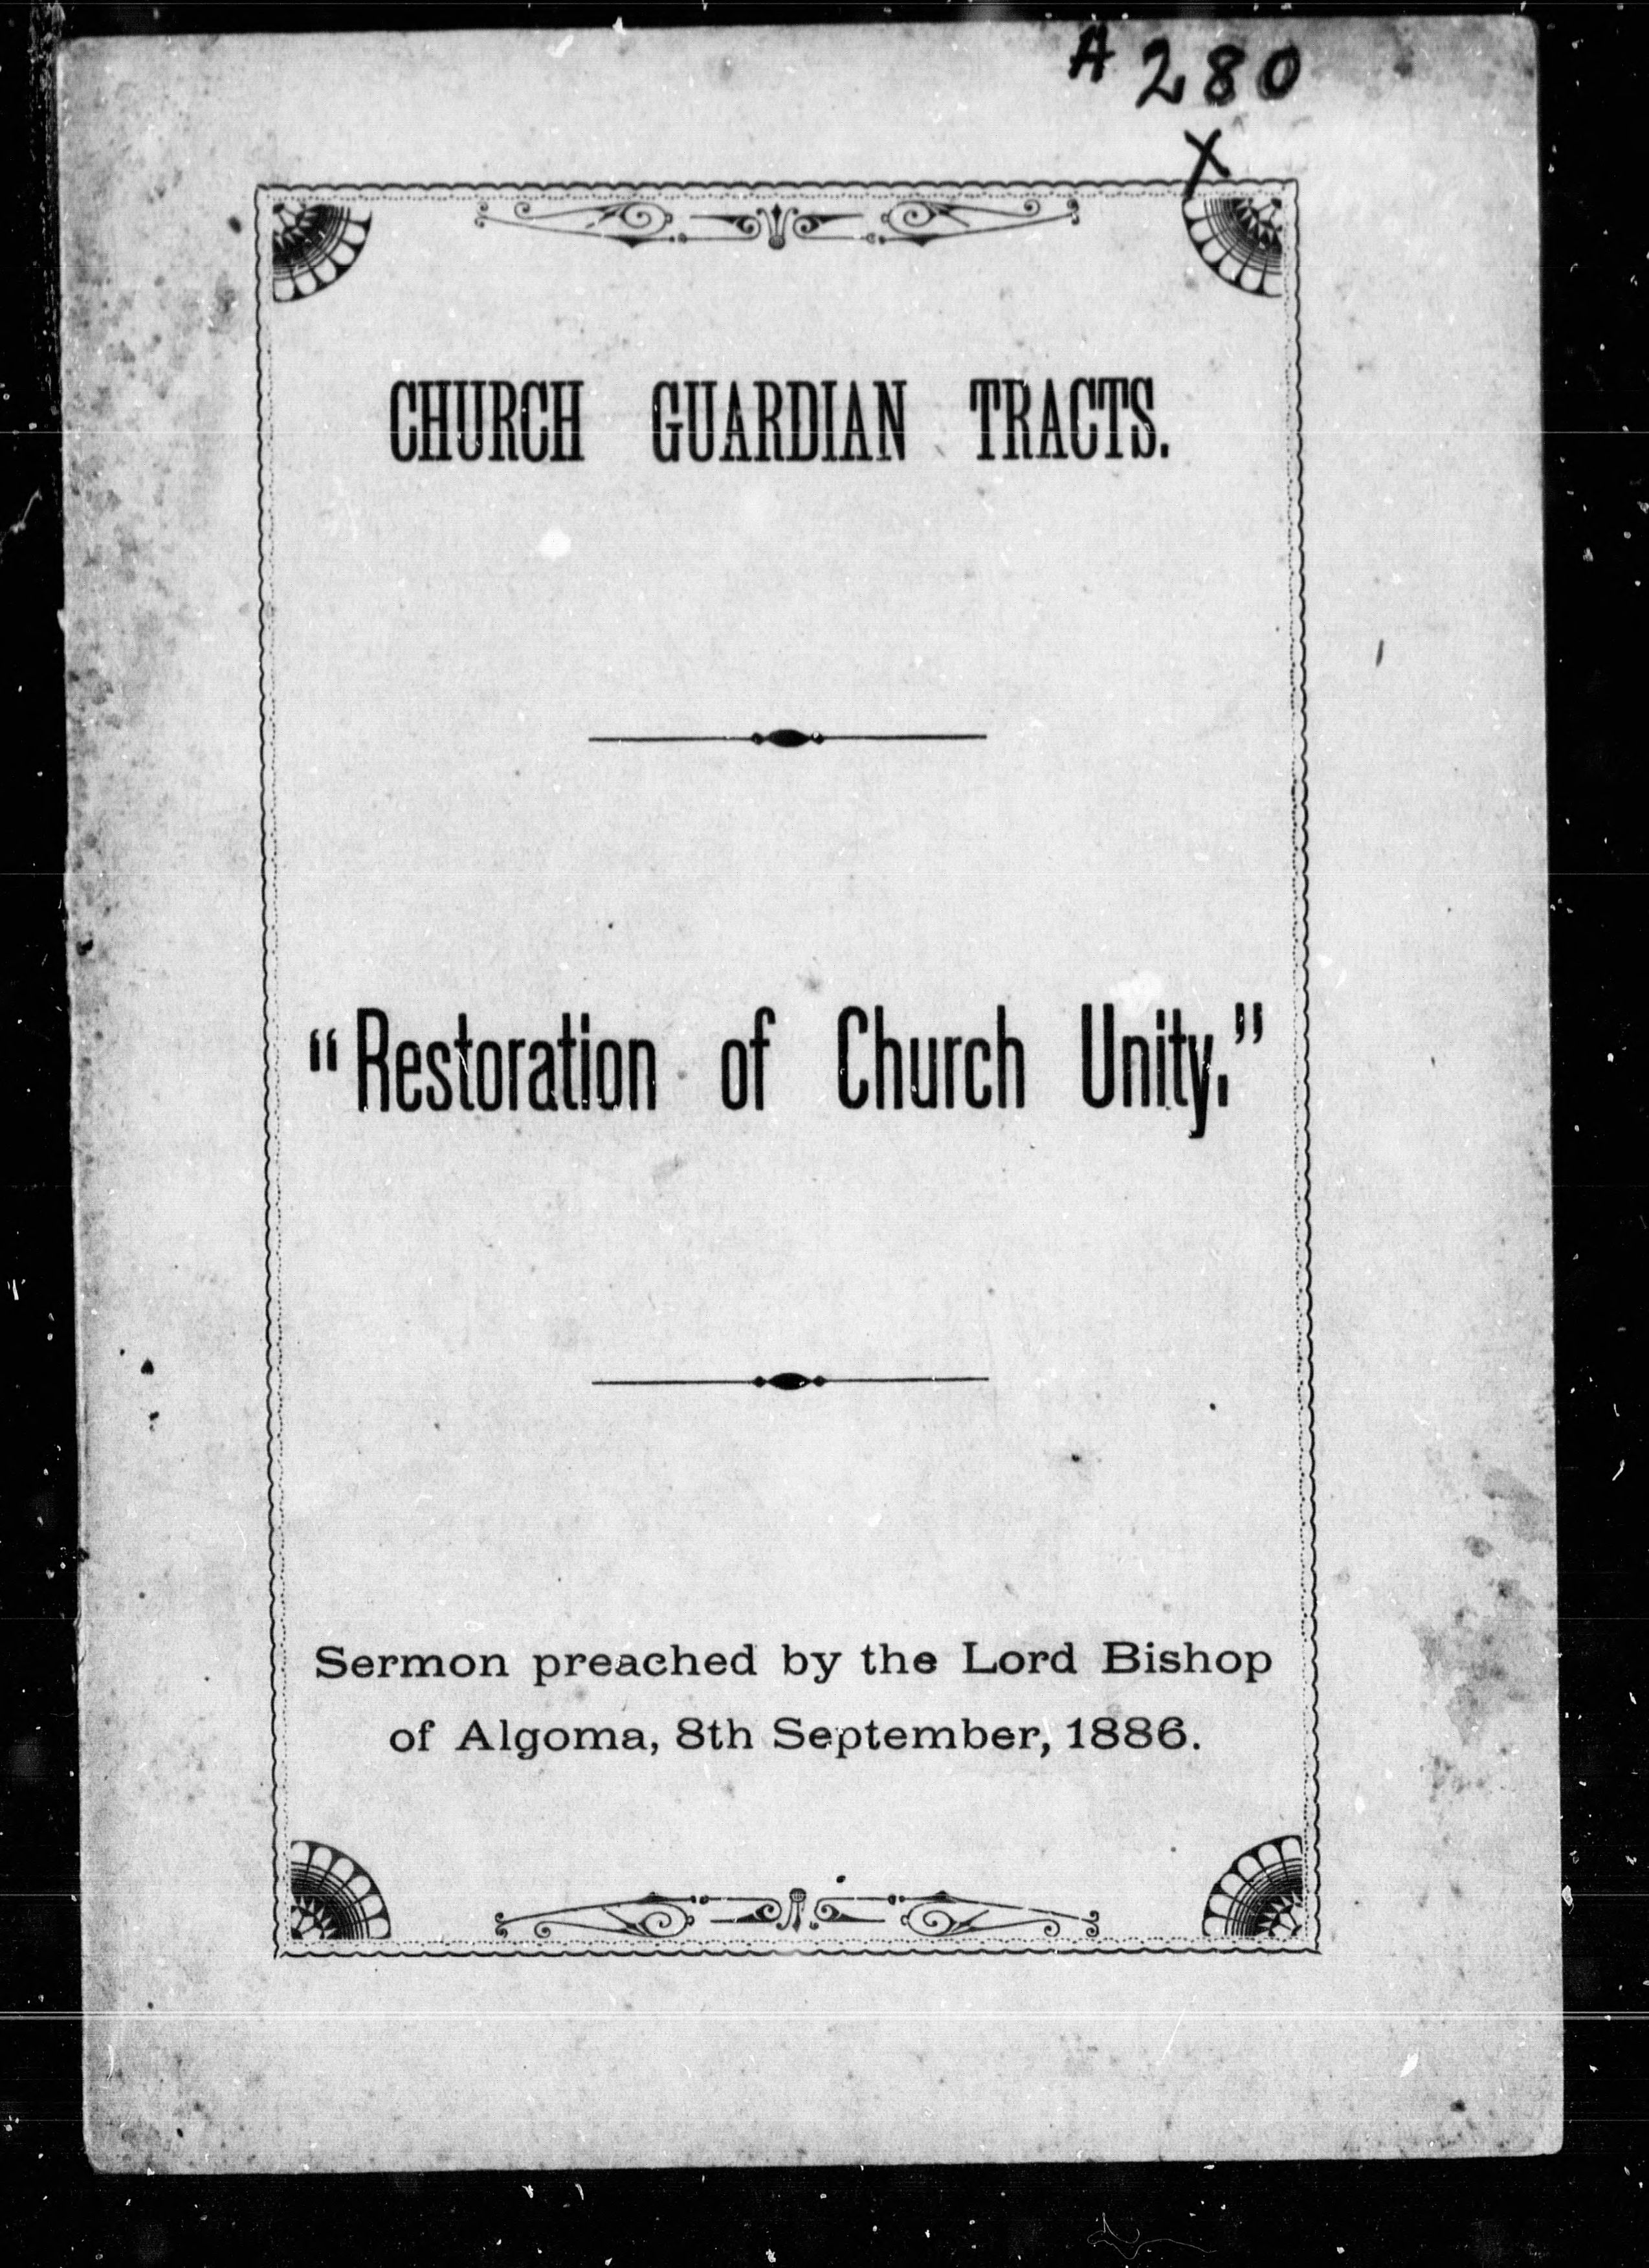 A 280
X
CHURCH GUARDIAN TRACTS.
"Restoration of Church Unity."
Sermon preached by the Lord Bishop
of Algoma, 8th September, 1886.